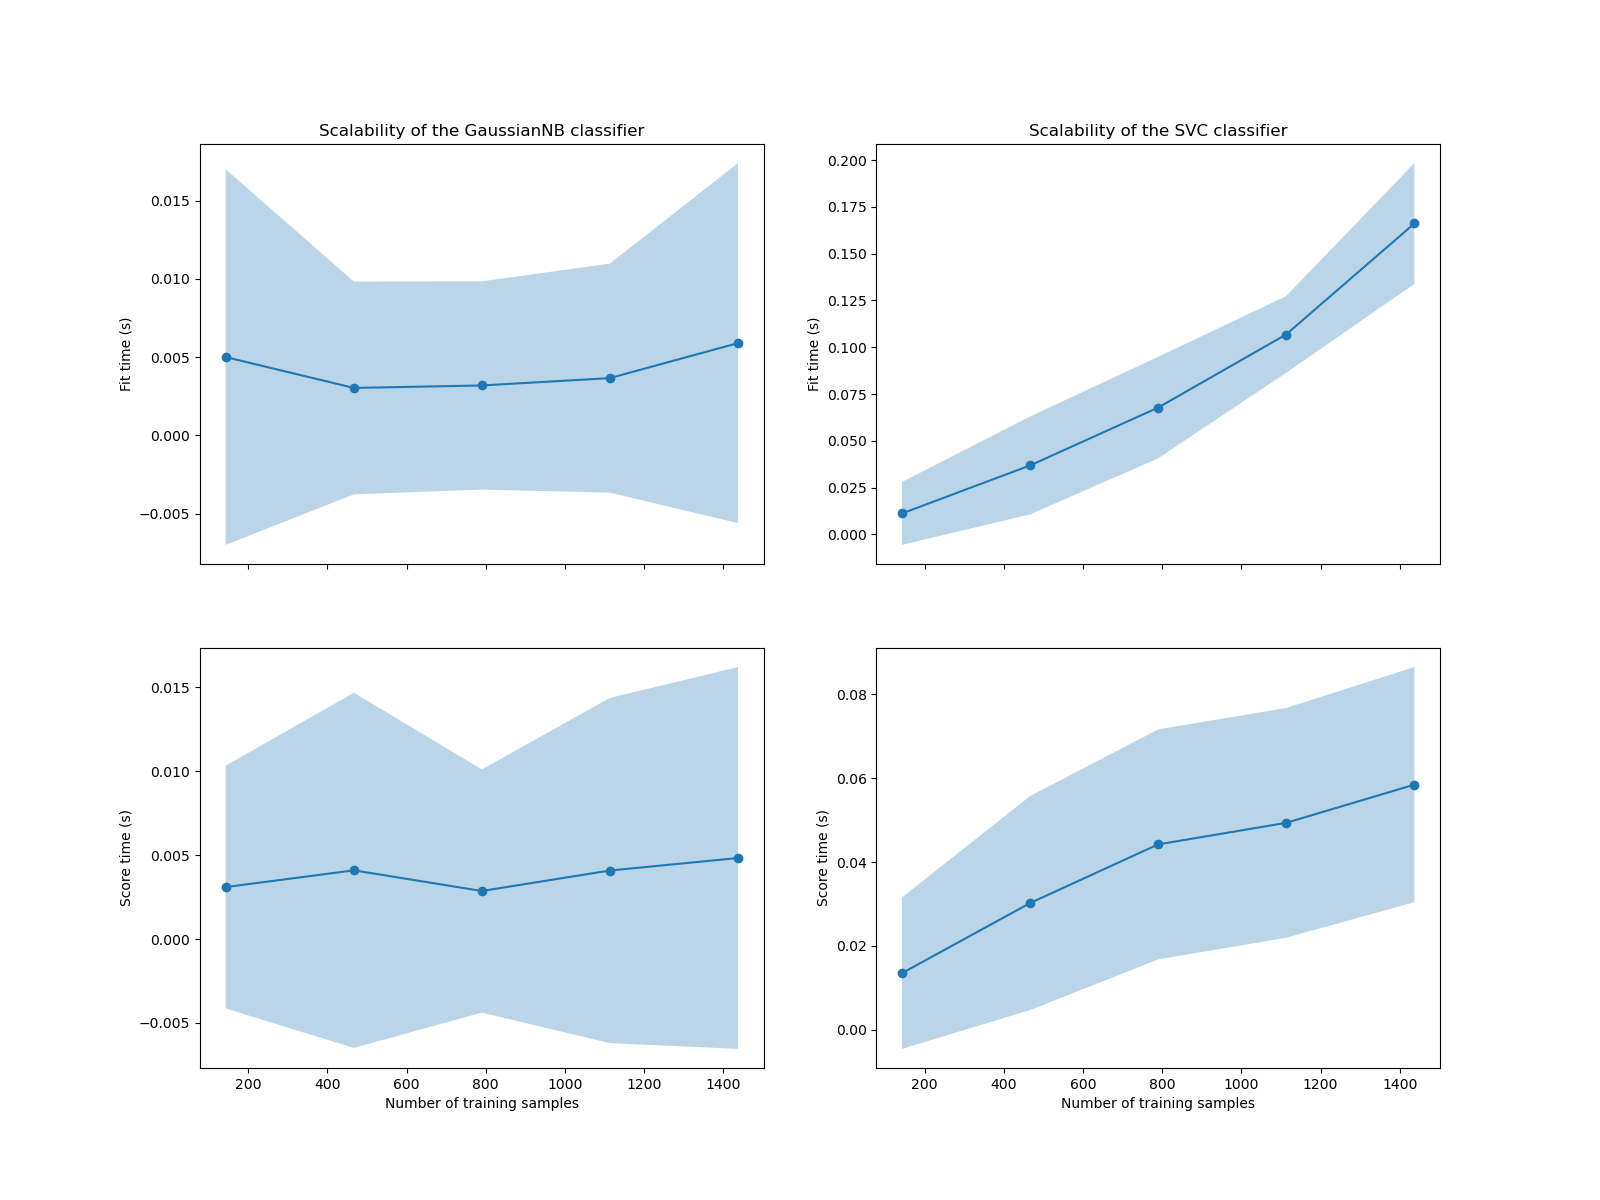 Scalability of the GaussianNB classifier
0.015
0.010
0.005
0.000
−0.005
Fit time (s)
Scalability of the SVC classifier
0.200
0.175
0.150
0.125
0.100
0.075
0.050
0.025
0.000
Fit time (s)
0.015
0.010
0.005
0.000
−0.005
Score time (s)
200 400 600 800 1000 1200 1400
Number of training samples
0.08
0.06
0.04
0.02
0.00
Score time (s)
200 400 600 800 1000 1200 1400
Number of training samples